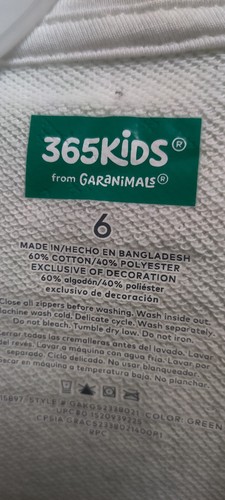 365KIDS®
from GARANIMALS®
6
MADE IN/HECHO EN BANGLADESH
60% COTTON/40% POLYESTER
EXCLUSIVE OF DECORATION
60% algodón/40% poliéster
exclusivo de decoración
Close all zippers before washing. Wash inside out.
Machine wash cold. Delicate cycle. Wash separately.
Do not bleach. Tumble dry low. Do not iron.
Cerrar todas las cremalleras antes del lavado. Lavar
del revés. Lavar a máquina con agua fría. Lavar por
separado. Ciclo delicado. No usar blanqueador.
Secar en máquina a temperatura baja. No planchar.
COLOR: GREEN
RPC